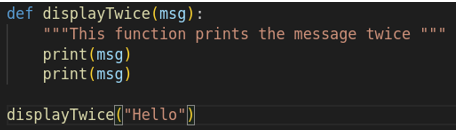 def displayTwice(msg):
    """This function prints the message twice """
    print(msg)
    print(msg)
displayTwice("Hello")